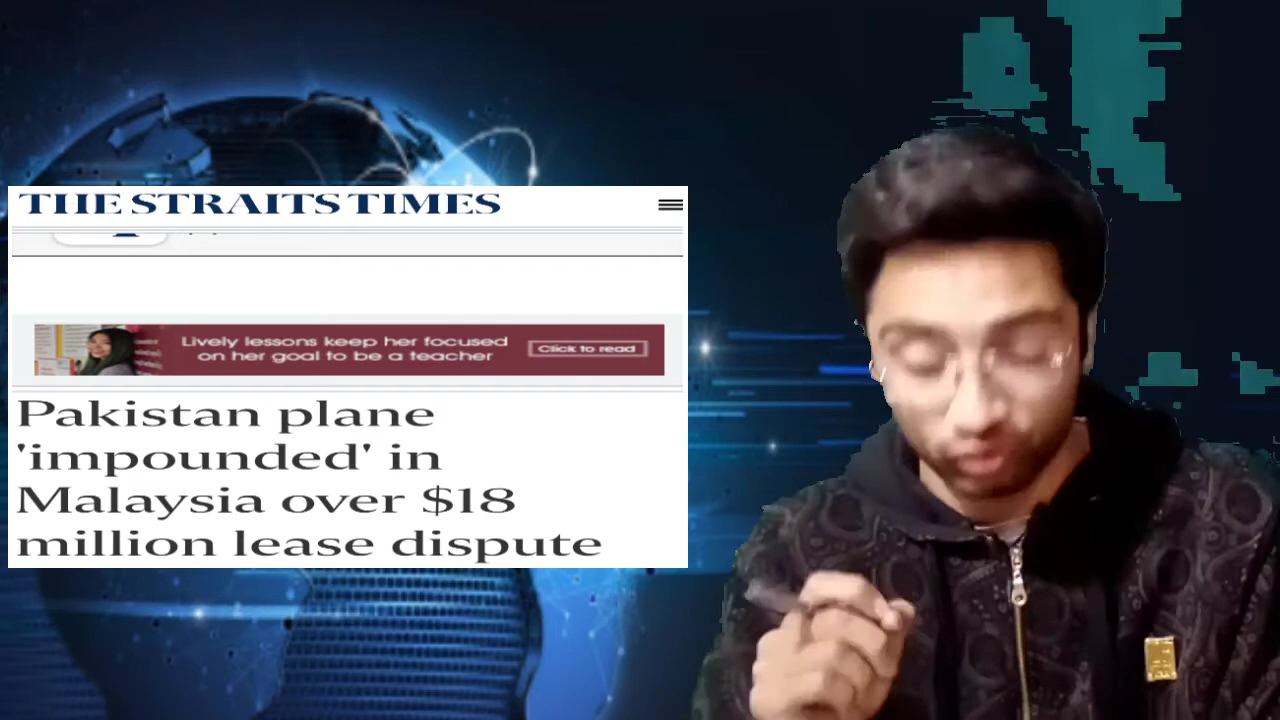 THE STRAITS TIMES
Lively lessons keep her focused
on her goal to be a teacher
Click to read
Pakistan plane
'impounded' in
Malaysia over $18
million lease dispute